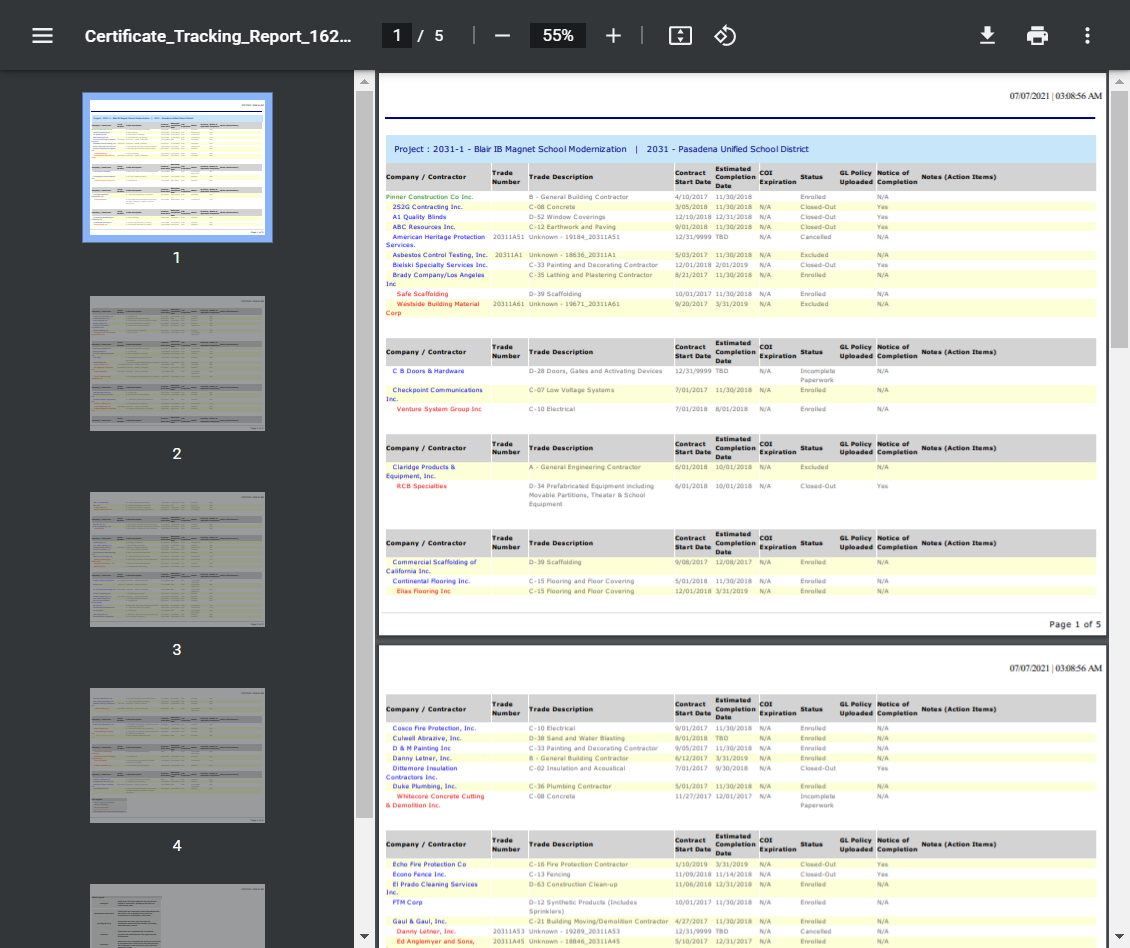 Certificate_Tracking_Report_162... 1 / 5 55%
07/07/2021 | 03:08:56 AM
Project : 2031-1 - Blair IB Magnet School Modernization | 2031 - Pasadena Unified School District
Company / Contractor Trade Number Trade Description Contract Start Date Estimated Completion Date COI Expiration Status GL Policy Uploaded Notice of Completion Notes (Action Items)
Pinner Construction Co Inc. B - General Building Contractor 4/10/2017 11/30/2018 Enrolled N/A
2S2G Contracting Inc. C-08 Concrete 3/05/2018 11/30/2018 N/A Closed-Out Yes
A1 Quality Blinds D-52 Window Coverings 12/10/2018 12/31/2018 N/A Closed-Out Yes
ABC Resources Inc. C-12 Earthwork and Paving 9/01/2018 11/30/2018 N/A Closed-Out Yes
American Heritage Protection Services. 20311A51 Unknown - 19184_20311A51 12/31/9999 TBD N/A Cancelled N/A
Asbestos Control Testing, Inc. 20311A1 Unknown - 18636_20311A1 5/03/2017 11/30/2018 N/A Excluded N/A
Bielski Specialty Services Inc. C-33 Painting and Decorating Contractor 12/01/2018 2/01/2019 N/A Closed-Out Yes
Brady Company/Los Angeles Inc C-35 Lathing and Plastering Contractor 8/21/2017 11/30/2018 N/A Enrolled N/A
Safe Scaffolding D-39 Scaffolding 10/01/2017 11/30/2018 N/A Enrolled N/A
Westside Building Material Corp 20311A61 Unknown - 19671_20311A61 9/20/2017 3/31/2019 N/A Excluded N/A
Company / Contractor Trade Number Trade Description Contract Start Date Estimated Completion Date COI Expiration Status GL Policy Uploaded Notice of Completion Notes (Action Items)
C B Doors & Hardware D-28 Doors, Gates and Activating Devices 12/31/9999 TBD N/A Incomplete Paperwork N/A
Checkpoint Communications Inc. C-07 Low Voltage Systems 7/01/2017 11/30/2018 N/A Enrolled N/A
Venture System Group Inc C-10 Electrical 7/01/2018 8/01/2018 N/A Enrolled N/A
Company / Contractor Trade Number Trade Description Contract Start Date Estimated Completion Date COI Expiration Status GL Policy Uploaded Notice of Completion Notes (Action Items)
Claridge Products & Equipment, Inc. A - General Engineering Contractor 6/01/2018 10/01/2018 N/A Excluded N/A
RCB Specialties D-34 Prefabricated Equipment including Movable Partitions, Theater & School Equipment 6/01/2018 10/01/2018 N/A Closed-Out Yes
Company / Contractor Trade Number Trade Description Contract Start Date Estimated Completion Date COI Expiration Status GL Policy Uploaded Notice of Completion Notes (Action Items)
Commercial Scaffolding of California Inc. D-39 Scaffolding 9/08/2017 12/08/2017 N/A Enrolled N/A
Continental Flooring Inc. C-15 Flooring and Floor Covering 5/01/2018 11/30/2018 N/A Enrolled N/A
Elias Flooring Inc C-15 Flooring and Floor Covering 12/01/2018 3/31/2019 N/A Enrolled N/A
Page 1 of 5
07/07/2021 | 03:08:56 AM
Company / Contractor Trade Number Trade Description Contract Start Date Estimated Completion Date COI Expiration Status GL Policy Uploaded Notice of Completion Notes (Action Items)
Cosco Fire Protection, Inc. C-10 Electrical 9/01/2017 11/30/2018 N/A Enrolled N/A
Culwell Abrazive, Inc. D-38 Sand and Water Blasting 8/01/2018 TBD N/A Enrolled N/A
D & M Painting Inc C-33 Painting and Decorating Contractor 9/05/2017 11/30/2018 N/A Enrolled N/A
Danny Letner, Inc. B - General Building Contractor 6/12/2017 3/31/2019 N/A Enrolled N/A
Dittemore Insulation Contractors Inc. C-02 Insulation and Acoustical 7/01/2017 9/30/2018 N/A Closed-Out Yes
Duke Plumbing, Inc. C-36 Plumbing Contractor 5/01/2017 11/30/2018 N/A Enrolled N/A
Whitecore Concrete Cutting & Demolition Inc. C-08 Concrete 11/27/2017 12/01/2017 N/A Incomplete Paperwork N/A
Company / Contractor Trade Number Trade Description Contract Start Date Estimated Completion Date COI Expiration Status GL Policy Uploaded Notice of Completion Notes (Action Items)
Echo Fire Protection Co C-16 Fire Protection Contractor 1/10/2019 3/31/2019 N/A Closed-Out Yes
Econo Fence Inc. C-13 Fencing 11/09/2018 11/14/2018 N/A Closed-Out Yes
El Prado Cleaning Services Inc. D-63 Construction Clean-up 11/06/2018 12/31/2018 N/A Enrolled N/A
FTM Corp D-12 Synthetic Products (Includes Sprinklers) 10/01/2017 11/30/2018 N/A Enrolled N/A
Gaul & Gaul, Inc. C-21 Building Moving/Demolition Contractor 4/27/2017 11/30/2018 N/A Enrolled N/A
Danny Letner, Inc. 20311A53 Unknown - 19289_20311A53 12/31/9999 TBD N/A Cancelled N/A
Ed Anglemyer and Sons, 20311A45 Unknown - 18846_20311A45 5/10/2017 12/31/2017 N/A Enrolled N/A
1
2
3
4